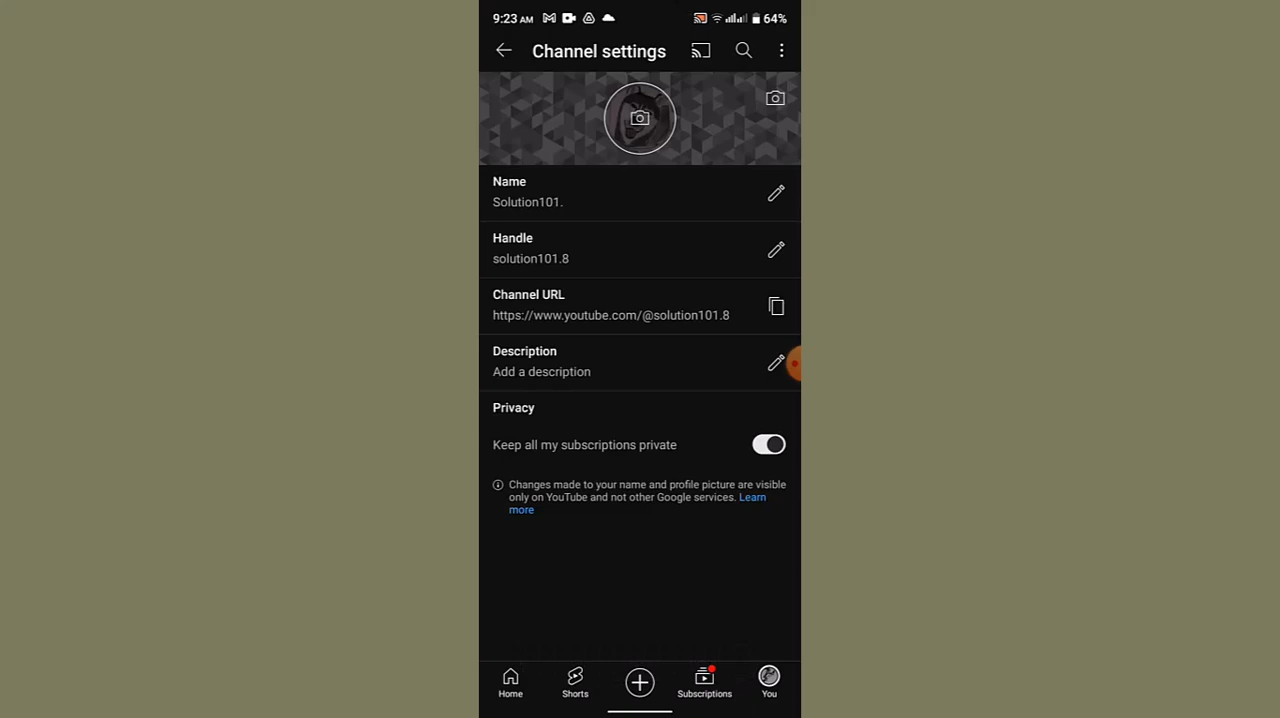 9:23 AM 64%
Channel settings
Name
Solution101.
Handle
solution101.8
Channel URL
https://www.youtube.com/@solution101.8
Description
Add a description
Privacy
Keep all my subscriptions private
Changes made to your name and profile picture are visible
only on YouTube and not other Google services. Learn
more
Home Shorts Subscriptions You